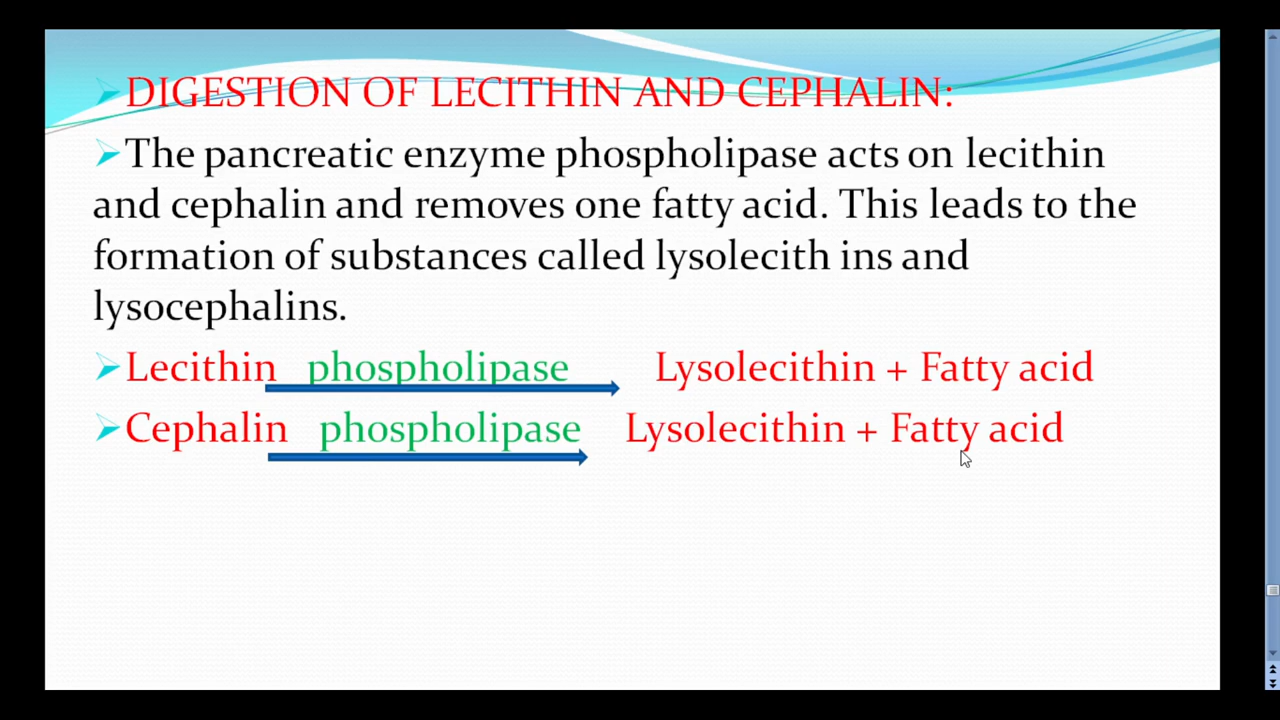 DIGESTION OF LECITHIN AND CEPHALIN:
The pancreatic enzyme phospholipase acts on lecithin
and cephalin and removes one fatty acid. This leads to the
formation of substances called lysolecith ins and
lysocephalins.
Lecithin phospholipase Lysolecithin + Fatty acid
Cephalin phospholipase Lysolecithin + Fatty acid